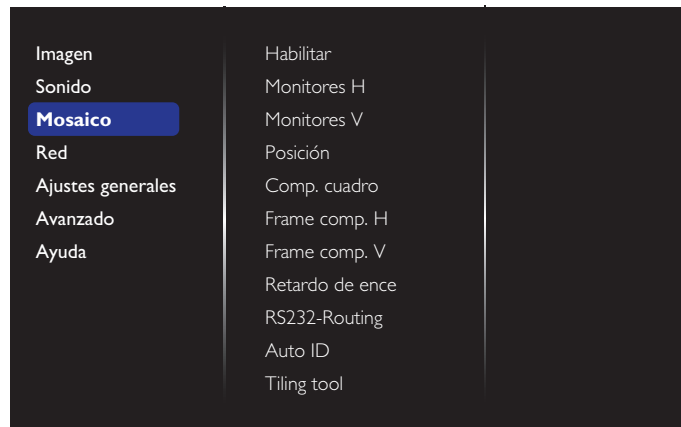 Imagen
Sonido
Mosaico
Red
Ajustes generales
Avanzado
Ayuda
Habilitar
Monitores H
Monitores V
Posición
Comp. cuadro
Frame comp. H
Frame comp. V
Retardo de ence
RS232-Routing
Auto ID
Tiling tool